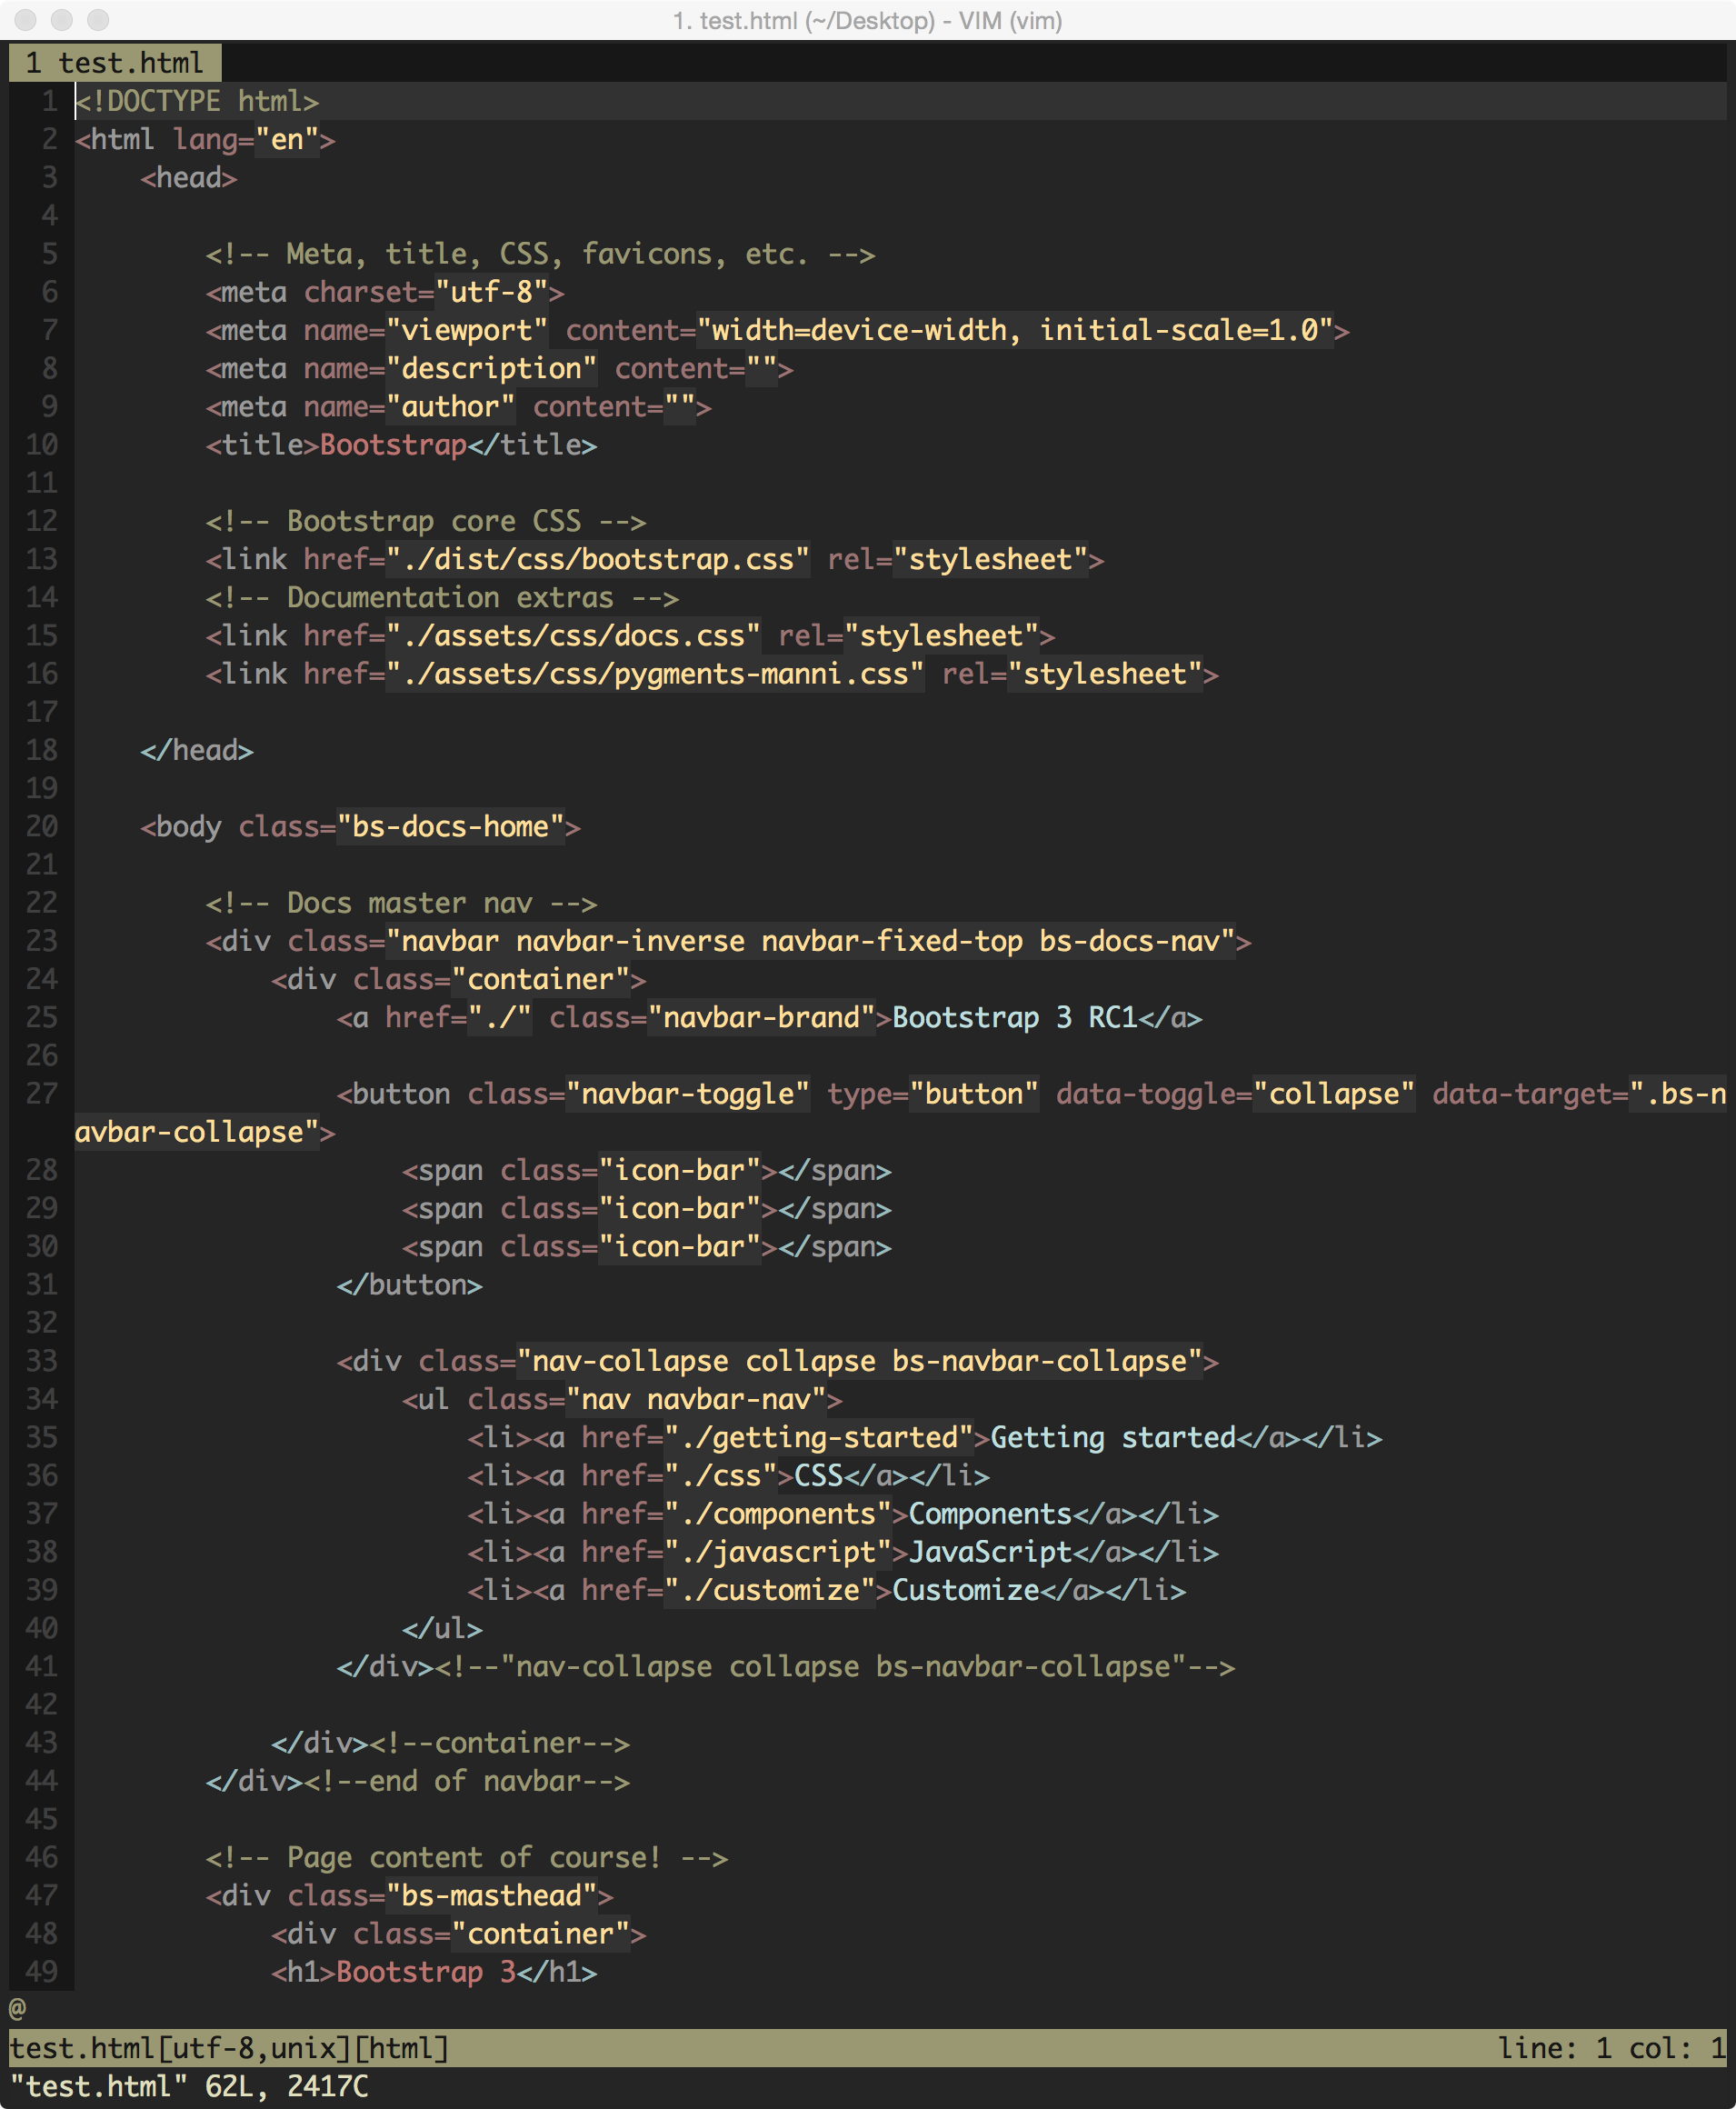 1. test.html (~/Desktop) - VIM (vim)
1 test.html
1 <!DOCTYPE html>
2 <html lang="en">
3     <head>
4
5         <!-- Meta, title, CSS, favicons, etc. -->
6         <meta charset="utf-8">
7         <meta name="viewport" content="width=device-width, initial-scale=1.0">
8         <meta name="description" content="">
9         <meta name="author" content="">
10         <title>Bootstrap</title>
11
12         <!-- Bootstrap core CSS -->
13         <link href="./dist/css/bootstrap.css" rel="stylesheet">
14         <!-- Documentation extras -->
15         <link href="./assets/css/docs.css" rel="stylesheet">
16         <link href="./assets/css/pygments-manni.css" rel="stylesheet">
17
18     </head>
19
20     <body class="bs-docs-home">
21
22         <!-- Docs master nav -->
23         <div class="navbar navbar-inverse navbar-fixed-top bs-docs-nav">
24             <div class="container">
25                 <a href="./" class="navbar-brand">Bootstrap 3 RC1</a>
26
27                 <button class="navbar-toggle" type="button" data-toggle="collapse" data-target=".bs-n
avbar-collapse">
28                     <span class="icon-bar"></span>
29                     <span class="icon-bar"></span>
30                     <span class="icon-bar"></span>
31                 </button>
32
33                 <div class="nav-collapse collapse bs-navbar-collapse">
34                     <ul class="nav navbar-nav">
35                         <li><a href="./getting-started">Getting started</a></li>
36                         <li><a href="./css">CSS</a></li>
37                         <li><a href="./components">Components</a></li>
38                         <li><a href="./javascript">JavaScript</a></li>
39                         <li><a href="./customize">Customize</a></li>
40                     </ul>
41                 </div><!--"nav-collapse collapse bs-navbar-collapse"-->
42
43             </div><!--container-->
44         </div><!--end of navbar-->
45
46         <!-- Page content of course! -->
47         <div class="bs-masthead">
48             <div class="container">
49             <h1>Bootstrap 3</h1>
@
test.html[utf-8,unix][html] line: 1 col: 1
"test.html" 62L, 2417C